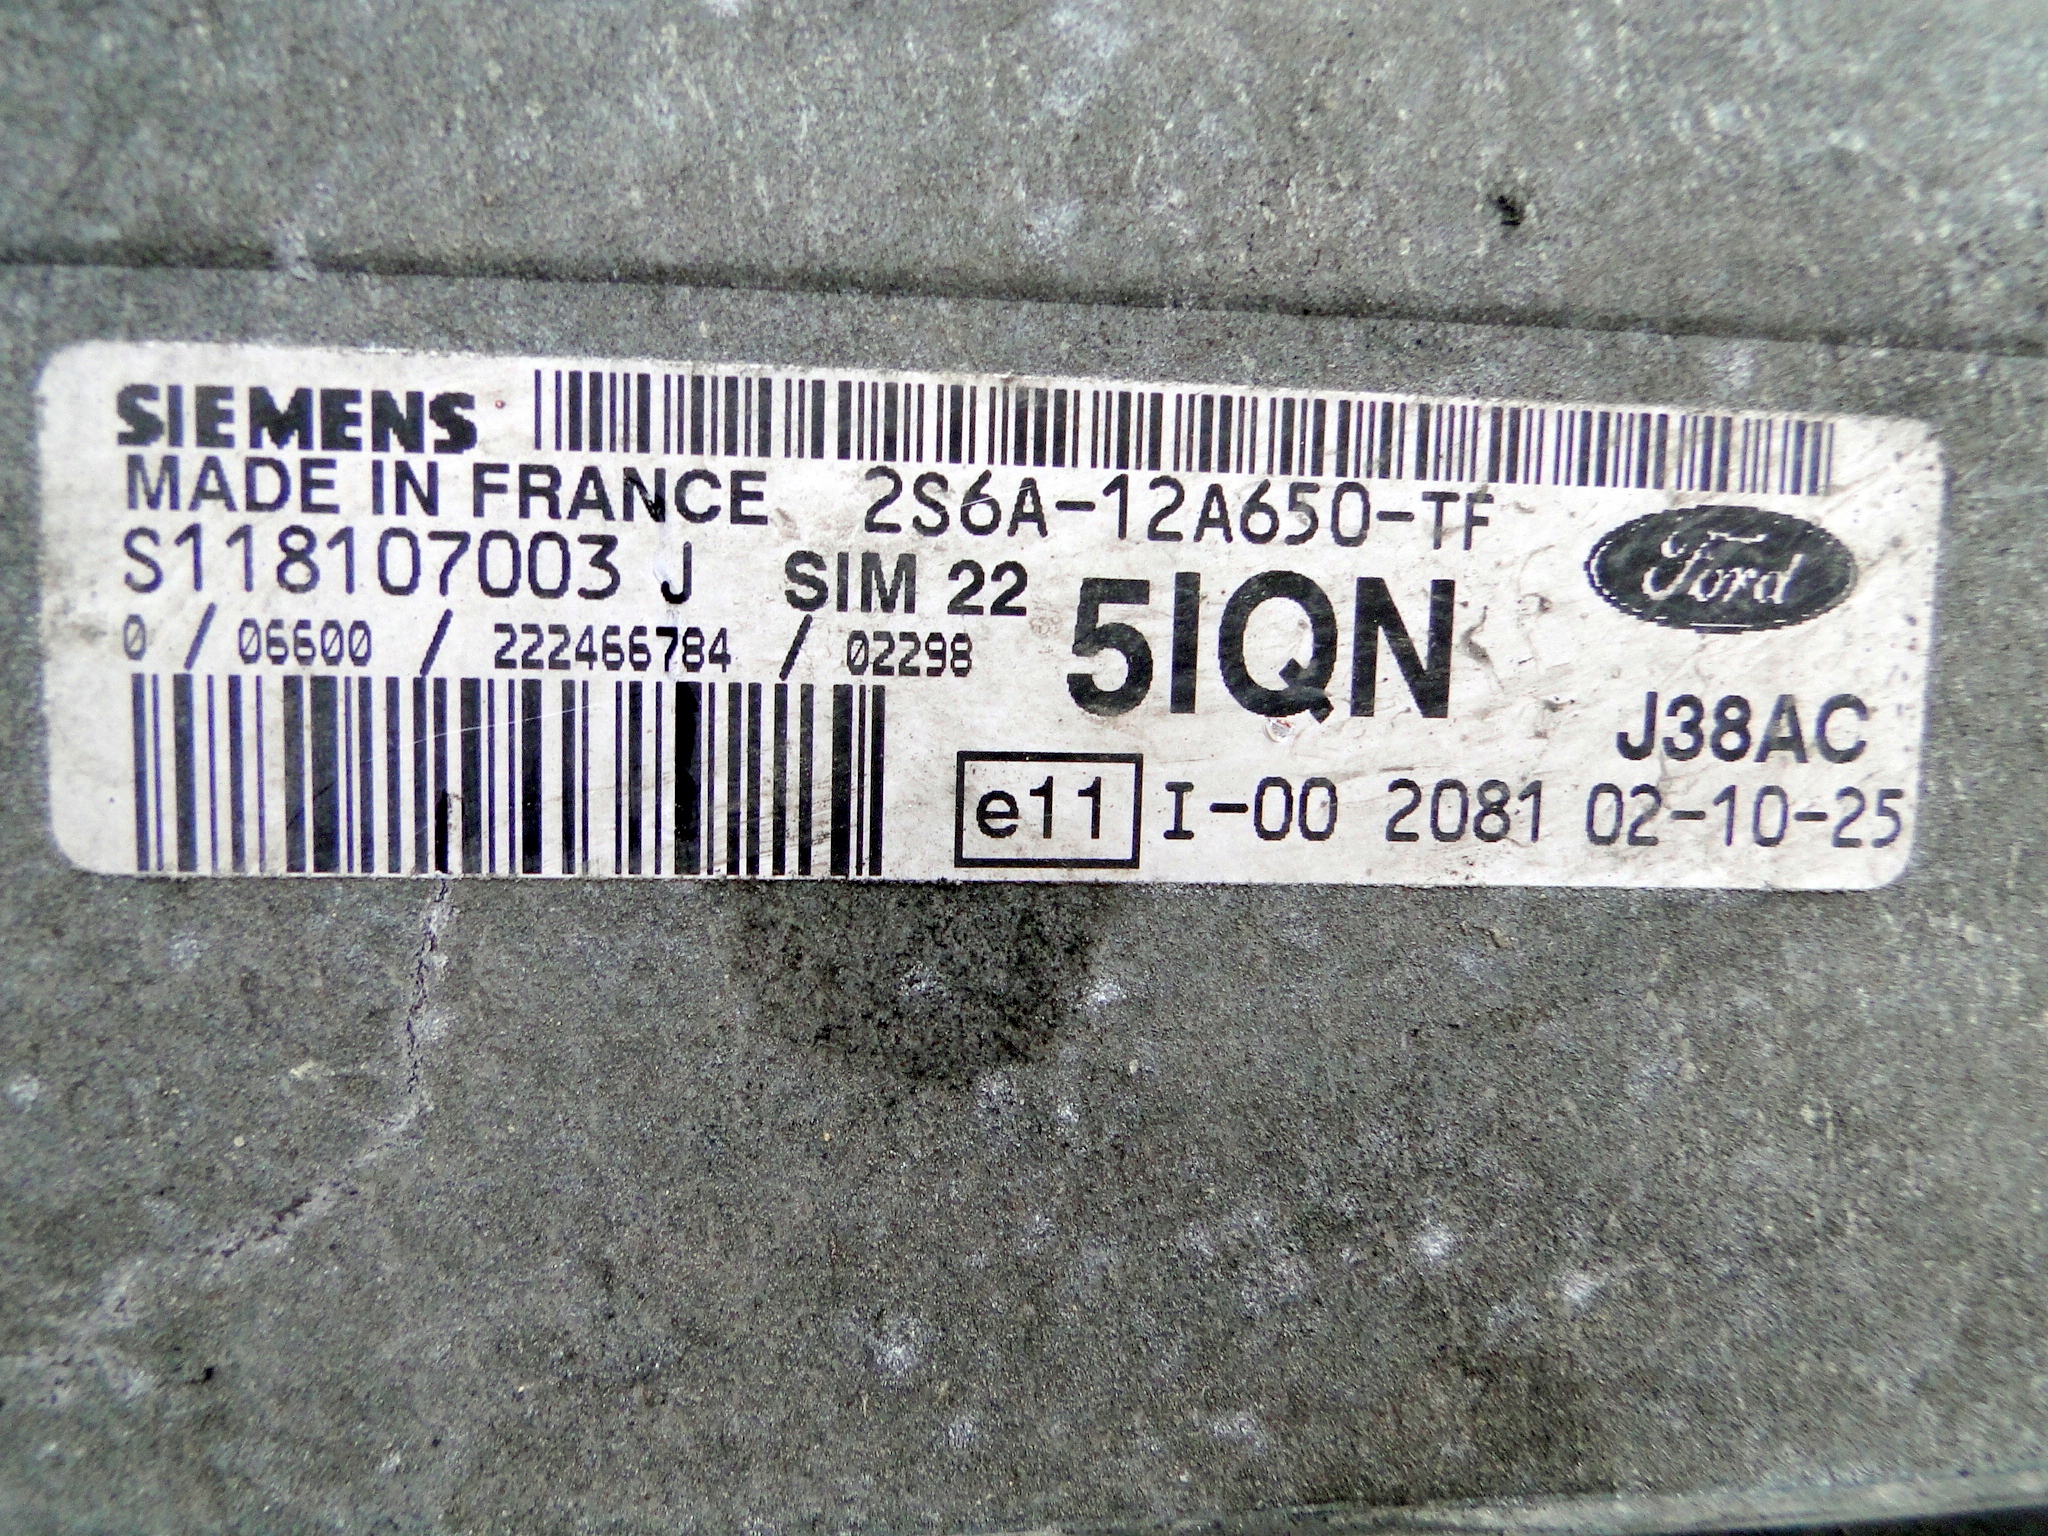 SIEMENS
MADE IN FRANCE 2S6A-12A650-TF
S118107003 J SIM 22 5IQN Ford
0 / 06600 / 222466784 / 02298
J38AC
e11 I-00 2081 02-10-25